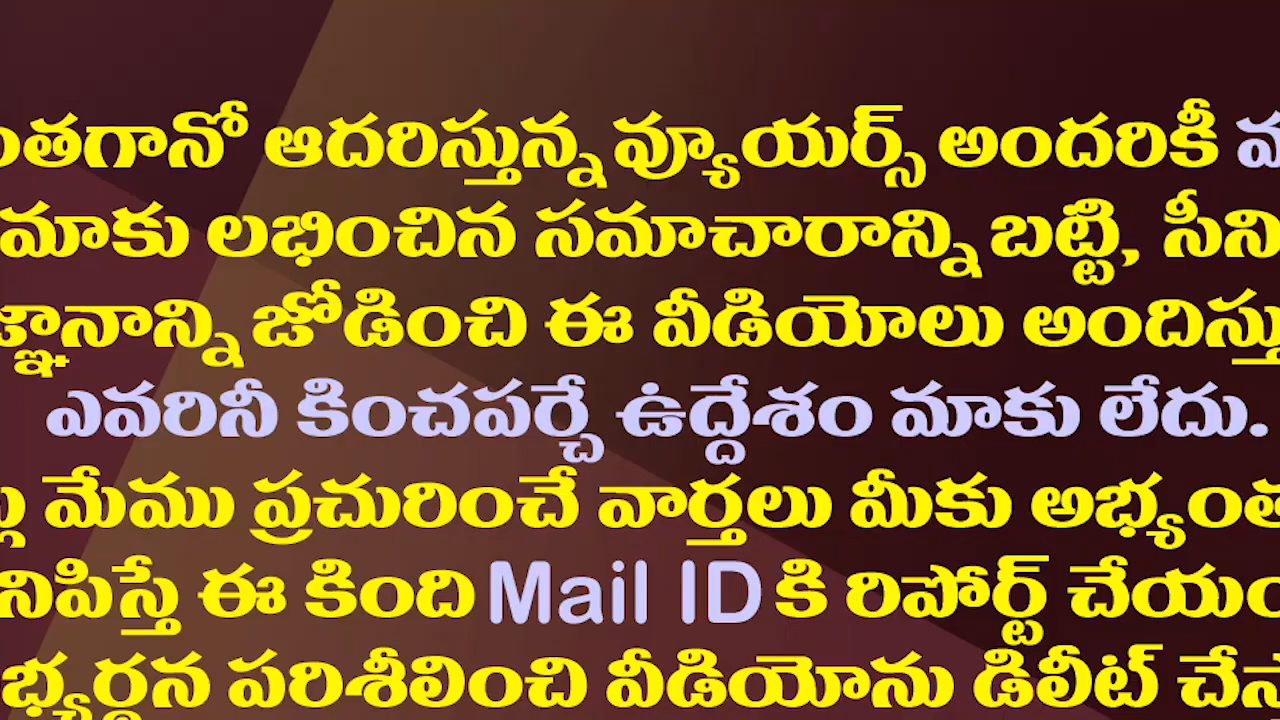 ఆదరిస్తున్న వ్యూయర్స్ అందరికీ
మాకు లభించిన సమాచారాన్ని బట్టి,
జోడించి ఈ వీడియోలు
ఎవరినీ కించపర్చే ఉద్దేశం మాకు లేదు.
మేము ప్రచురించే వార్తలు మీకు
ఈ కింది Mail ID కి రిపోర్ట్
పరిశీలించి వీడియోను డిలీట్